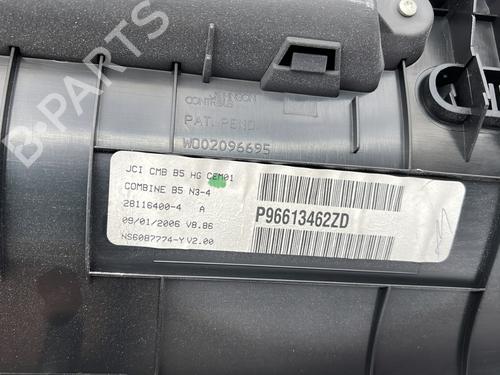 JOHNSON
CONTROLS
PAT. PEND.
W002096695
JCI CMB B5 HG CEM01
COMBINE B5 N3-4
28116400-4 A
09/01/2006 V8.86
NS6087774-Y V2.00
P96613462ZD
B-PARTS